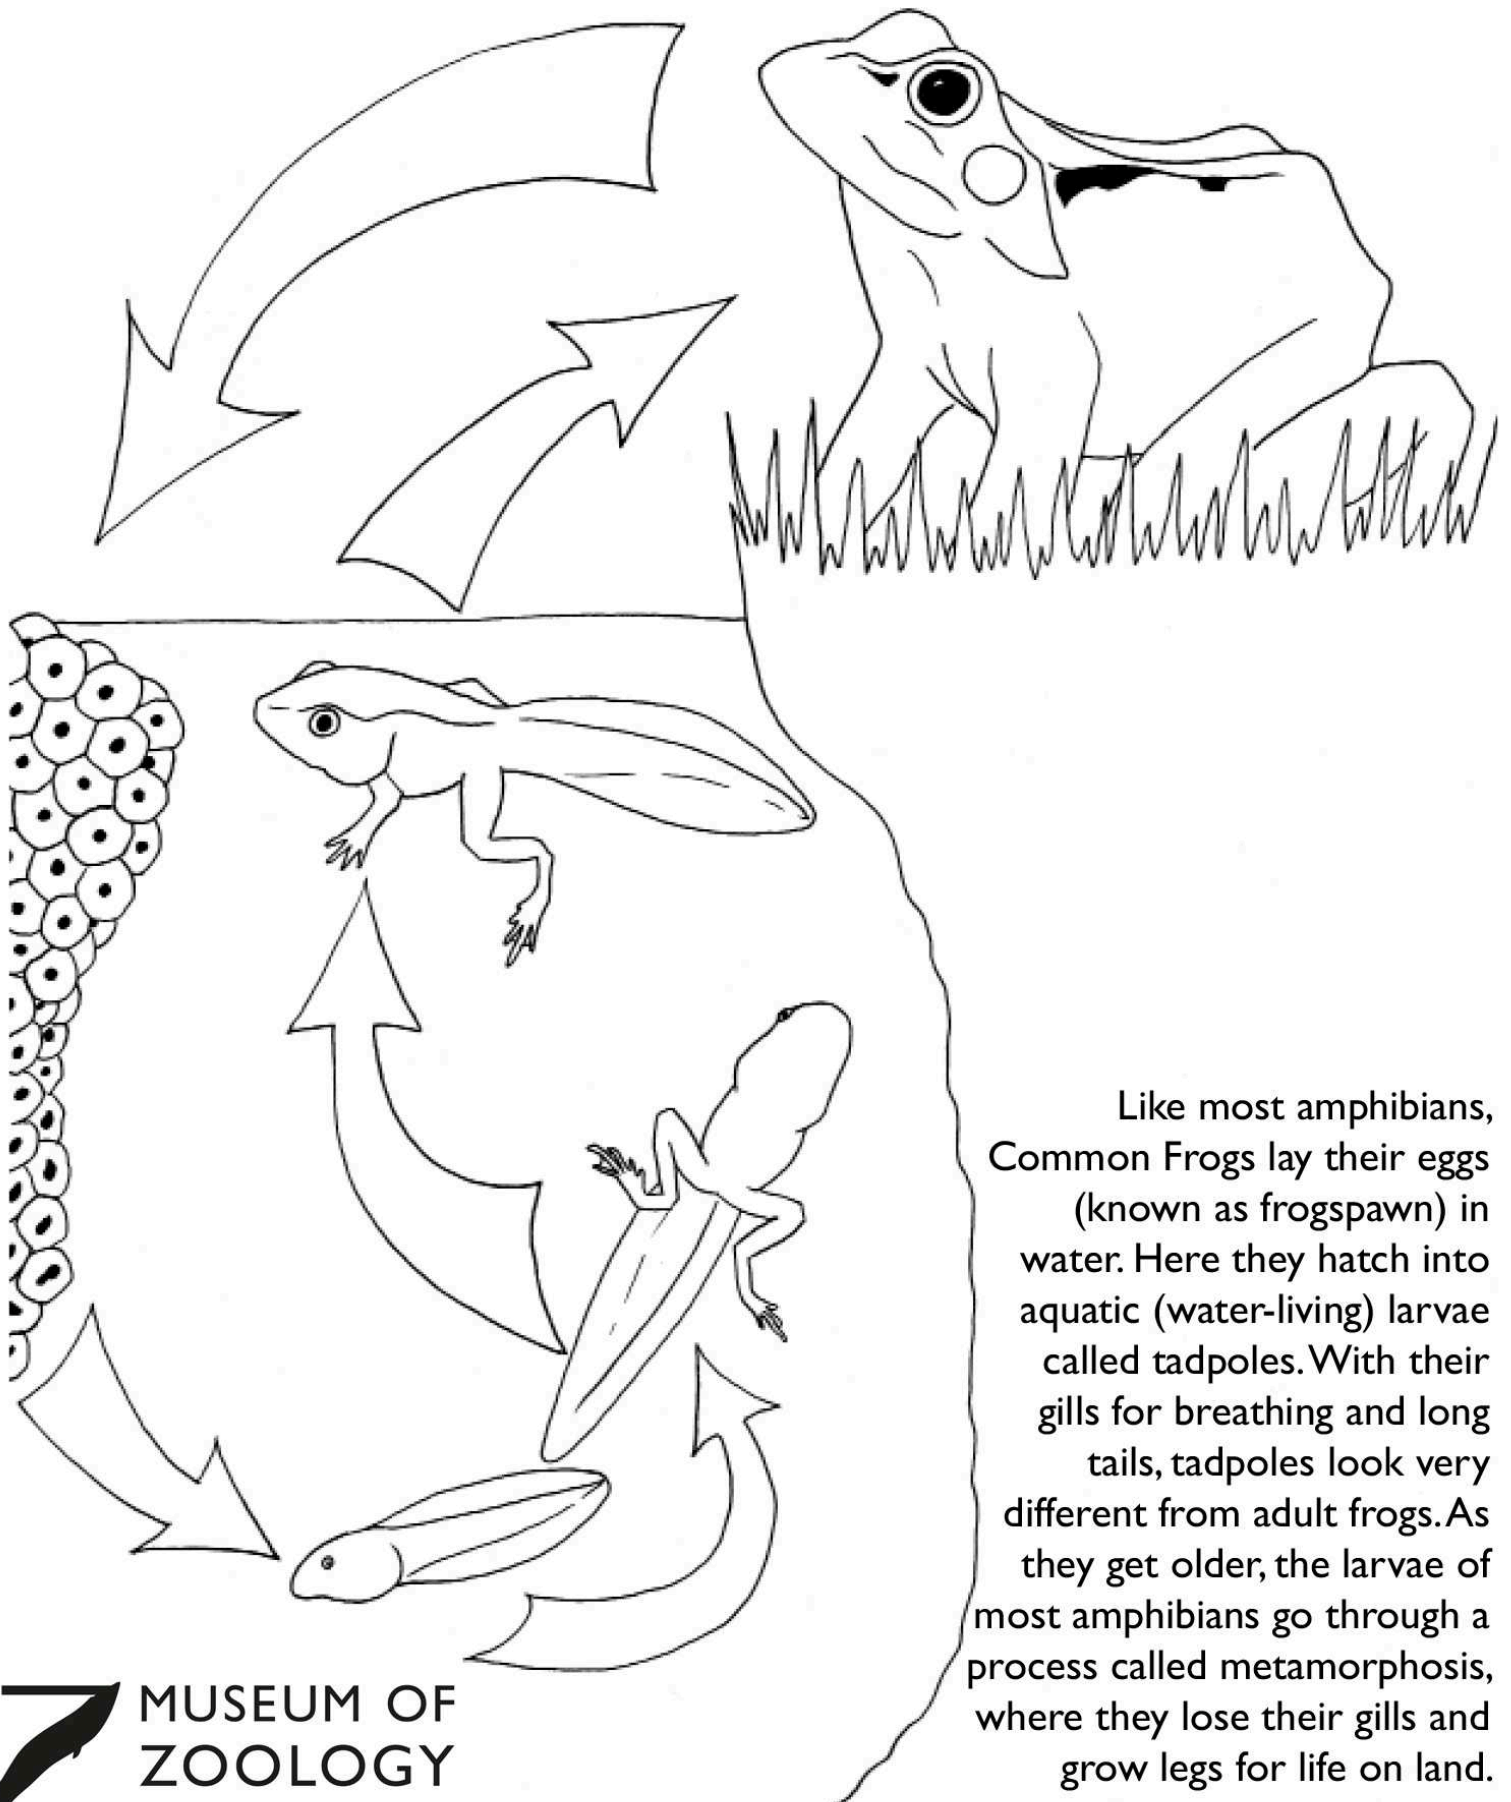 Like most amphibians,
Common Frogs lay their eggs
(known as frogspawn) in
water. Here they hatch into
aquatic (water-living) larvae
called tadpoles. With their
gills for breathing and long
tails, tadpoles look very
different from adult frogs. As
they get older, the larvae of
most amphibians go through a
process called metamorphosis,
where they lose their gills and
grow legs for life on land.
MUSEUM OF
ZOOLOGY